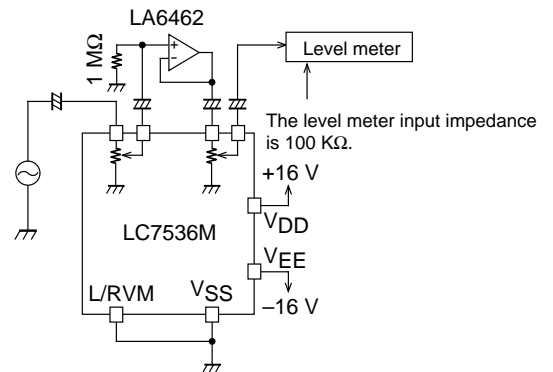 LA6462
1 MΩ
+
−
Level meter
The level meter input impedance
is 100 KΩ.
+16 V
VDD
LC7536M
VEE
L/RVM
VSS
–16 V